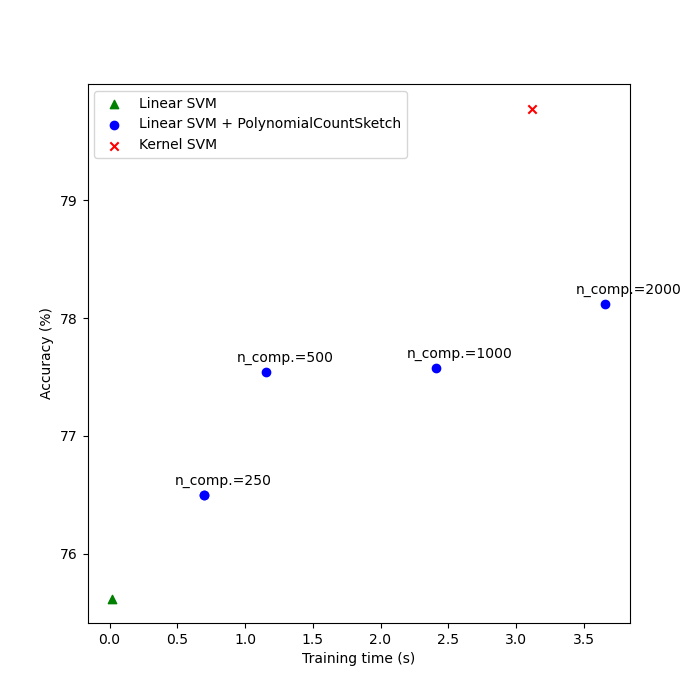 Linear SVM
Linear SVM + PolynomialCountSketch
Kernel SVM
79
n_comp.=2000
78
n_comp.=1000
n_comp.=500
Accuracy (%)
77
n_comp.=250
76
0.0 0.5 1.0 1.5 2.0 2.5 3.0 3.5
Training time (s)